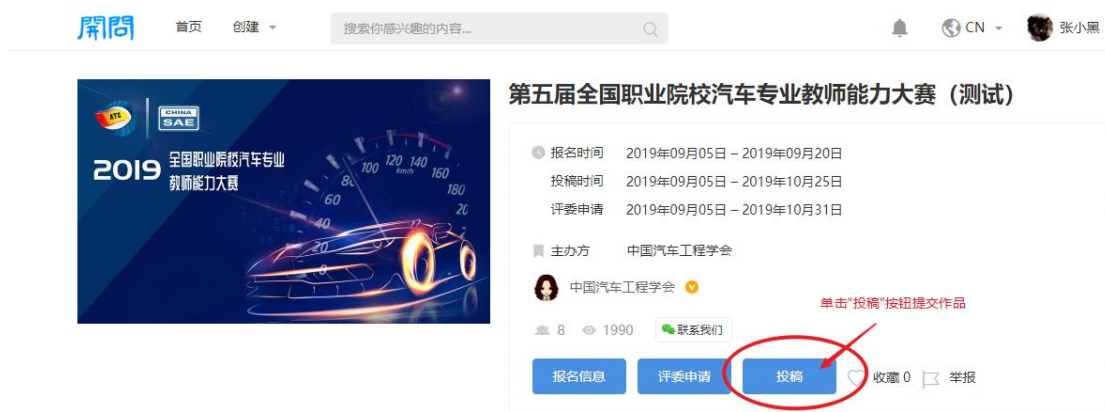 開問 首页 创建 搜索你感兴趣的内容... CN 张小黑
第五届全国职业院校汽车专业教师能力大赛（测试）
ATC
CHINA
SAE
2019 全国职业院校汽车专业
教师能力大赛
20 40 60 80 100 120 140 160 180 20
km/h
报名时间 2019年09月05日 – 2019年09月20日
投稿时间 2019年09月05日 – 2019年10月25日
评委申请 2019年09月05日 – 2019年10月31日
主办方 中国汽车工程学会
中国汽车工程学会
单击“投稿”按钮提交作品
8 1990 联系我们
报名信息 评委申请 投稿 收藏 0 举报